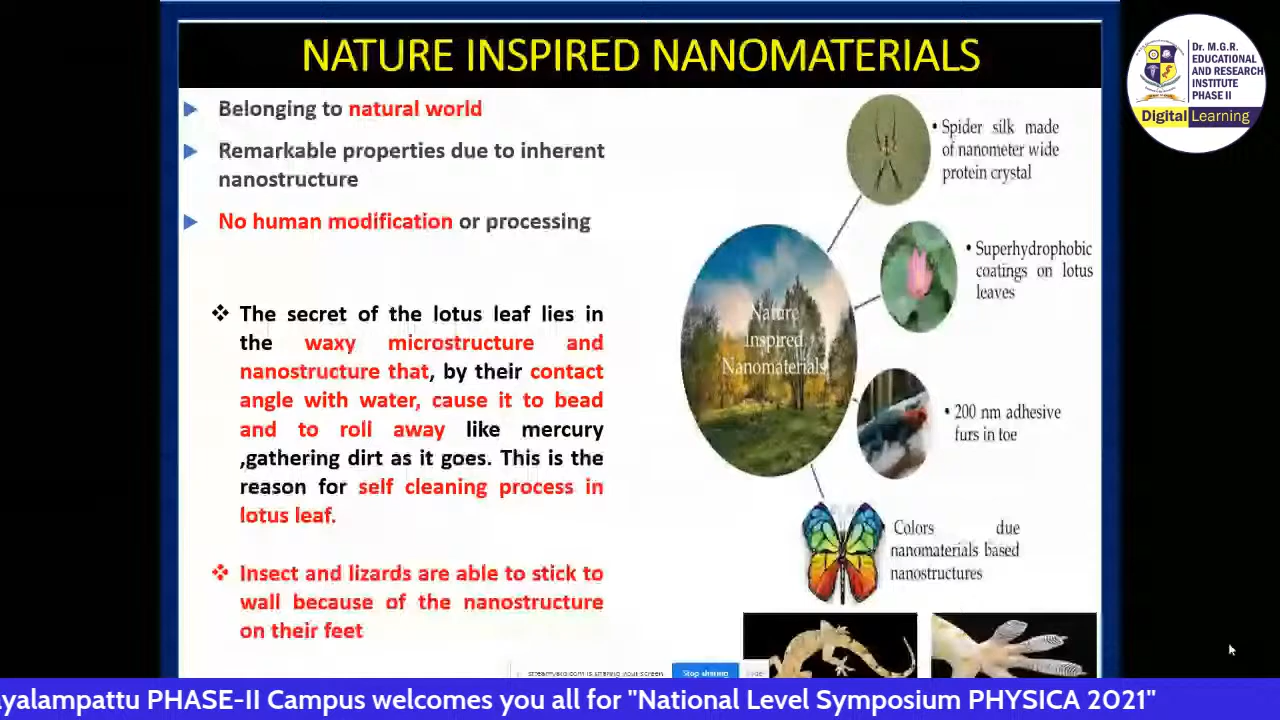 NATURE INSPIRED NANOMATERIALS
Belonging to natural world
Remarkable properties due to inherent
nanostructure
No human modification or processing
The secret of the lotus leaf lies in
the waxy microstructure and
nanostructure that, by their contact
angle with water, cause it to bead
and to roll away like mercury
,gathering dirt as it goes. This is the
reason for self cleaning process in
lotus leaf.
Insect and lizards are able to stick to
wall because of the nanostructure
on their feet
Nature
Inspired
Nanomaterials
• Spider silk made
of nanometer wide
protein crystal
• Superhydrophobic
coatings on lotus
leaves
• 200 nm adhesive
furs in toe
Colors due
nanomaterials based
nanostructures
Dr. M.G.R.
EDUCATIONAL
AND RESEARCH
INSTITUTE
PHASE II
Digital Learning
is sharing your screen
Stop sharing
yalampattu PHASE-II Campus welcomes you all for "National Level Symposium PHYSICA 2021"